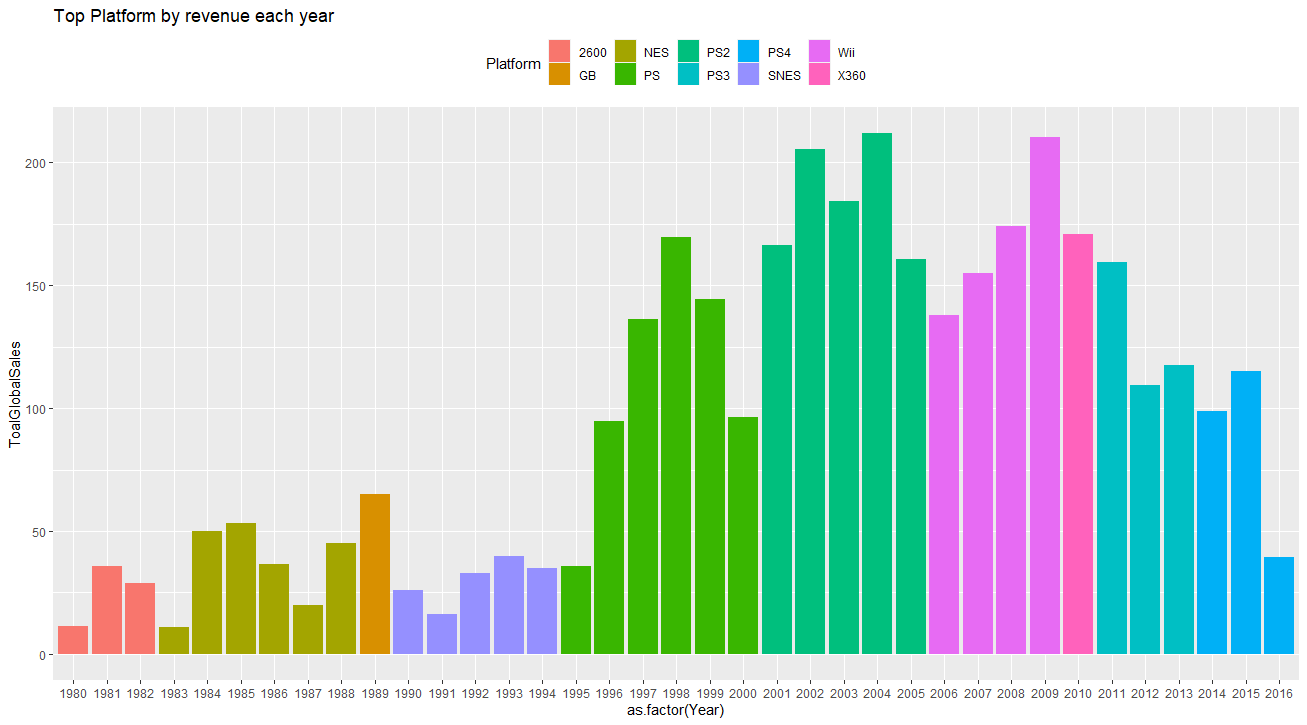 Top Platform by revenue each year
Platform
2600 NES PS2 PS4 Wii
GB PS PS3 SNES X360
ToalGlobalSales
200
150
100
50
0
1980 1981 1982 1983 1984 1985 1986 1987 1988 1989 1990 1991 1992 1993 1994 1995 1996 1997 1998 1999 2000 2001 2002 2003 2004 2005 2006 2007 2008 2009 2010 2011 2012 2013 2014 2015 2016
as.factor(Year)